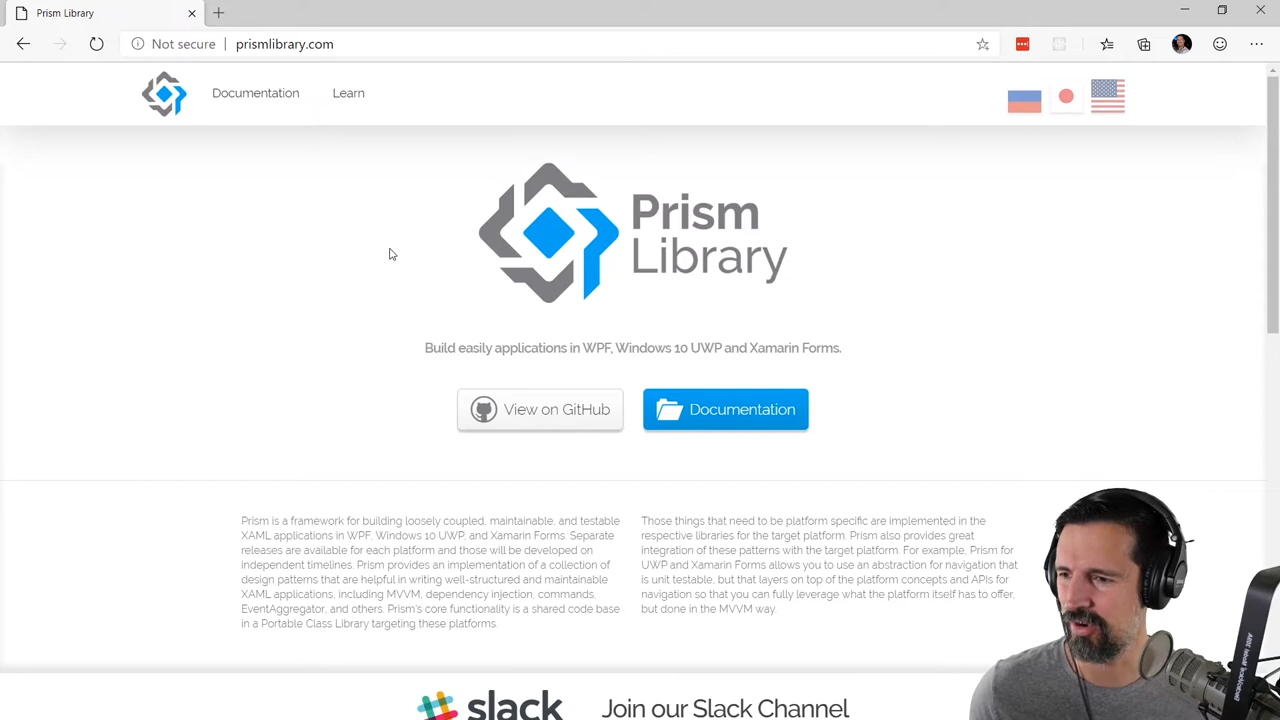 Prism Library
Not secure
prismlibrary.com
Documentation
Learn
Prism
Library
Build easily applications in WPF, Windows 10 UWP and Xamarin Forms.
View on GitHub
Documentation
Prism is a framework for building loosely coupled, maintainable, and testable
XAML applications in WPF, Windows 10 UWP, and Xamarin Forms. Separate
releases are available for each platform and those will be developed on
independent timelines. Prism provides an implementation of a collection of
design patterns that are helpful in writing well-structured and maintainable
XAML applications, including MVVM, dependency injection, commands,
EventAggregator, and others. Prism's core functionality is a shared code base
in a Portable Class Library targeting these platforms.
Those things that need to be platform specific are implemented in the
respective libraries for the target platform. Prism also provides great
integration of these patterns with the target platform. For example, Prism for
UWP and Xamarin Forms allows you to use an abstraction for navigation that
is unit testable, but that layers on top of the platform concepts and APIs for
navigation so that you can fully leverage what the platform itself has to offer,
but done in the MVVM way.
slack
Join our Slack Channel